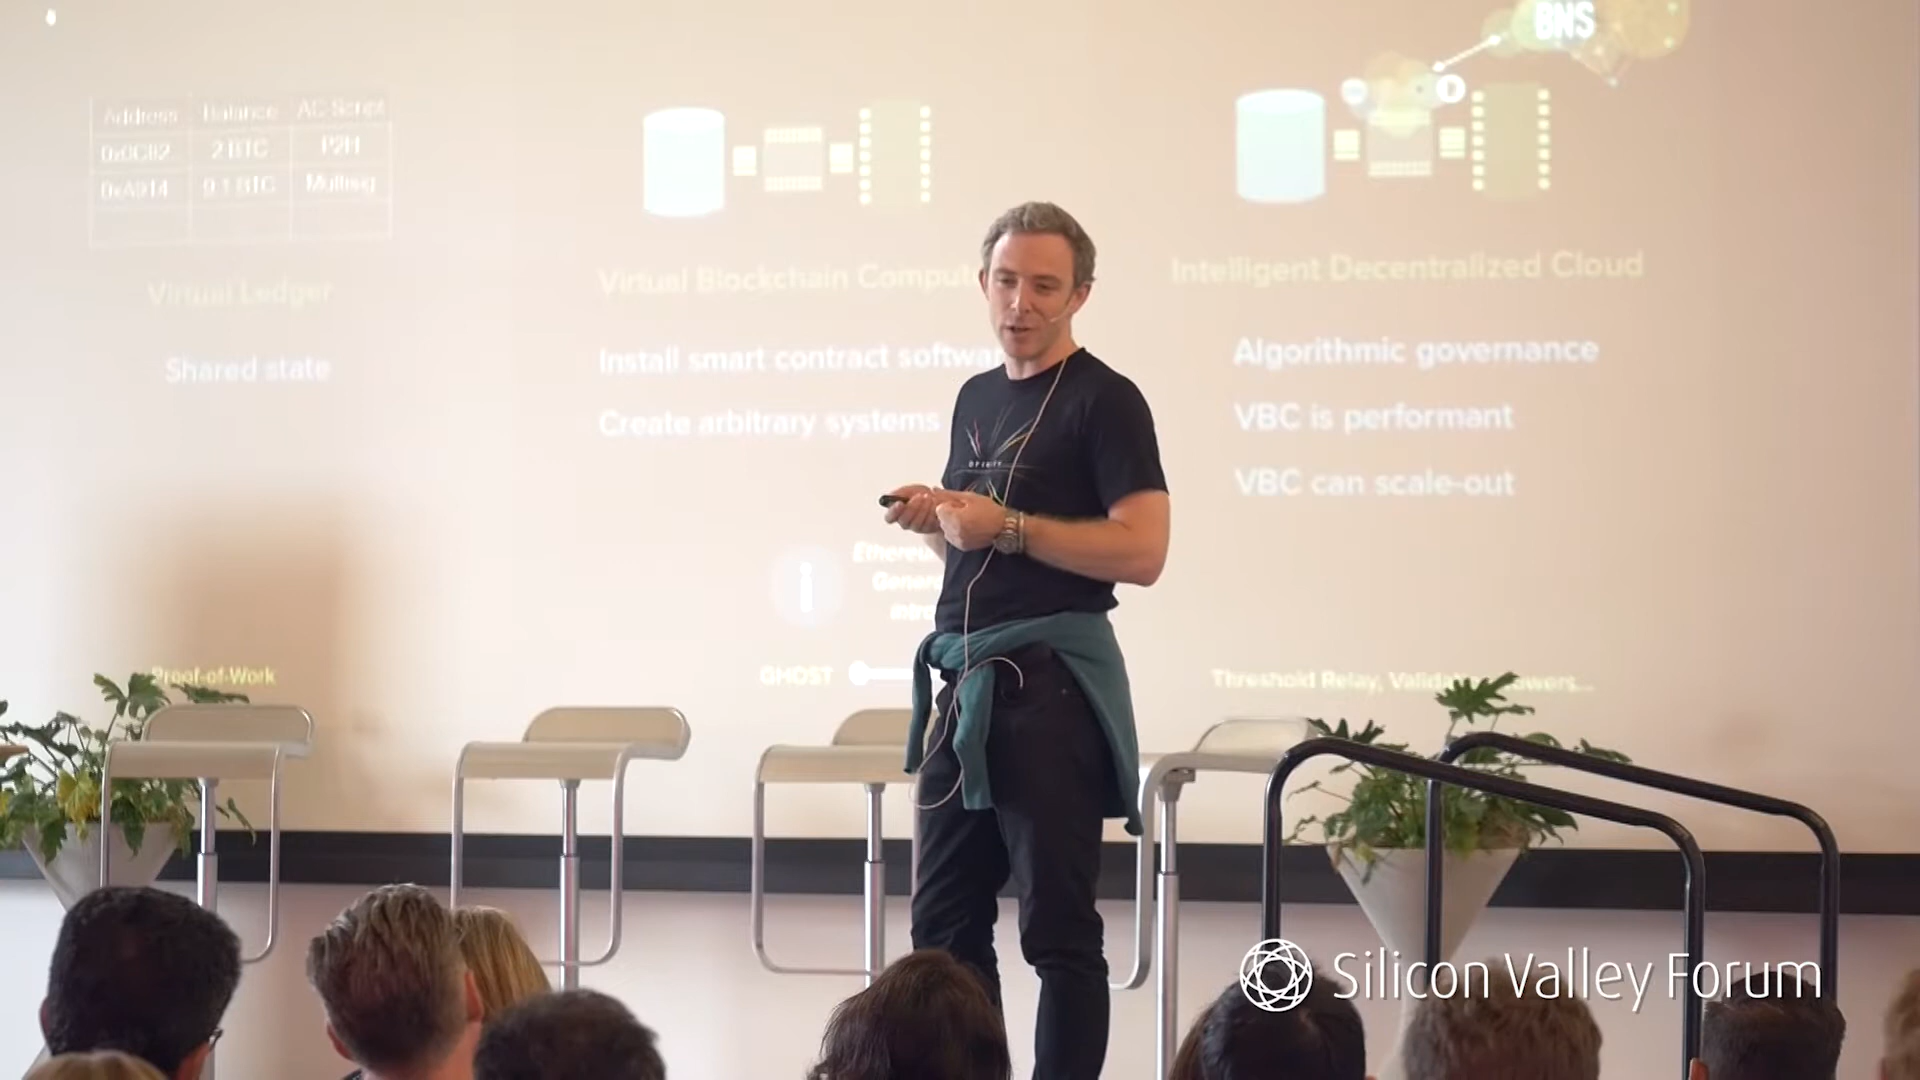 BNS
Address Balance AC-Script
0x0C02 2 BTC P2H
0xA914 9.1 BTC Multisig
Virtual Ledger
Virtual Blockchain Comput
Intelligent Decentralized Cloud
Shared state
Install smart contract softwa
Create arbitrary systems
Algorithmic governance
VBC is performant
VBC can scale-out
Proof-of-Work
GHOST
Threshold Relay,
Silicon Valley Forum